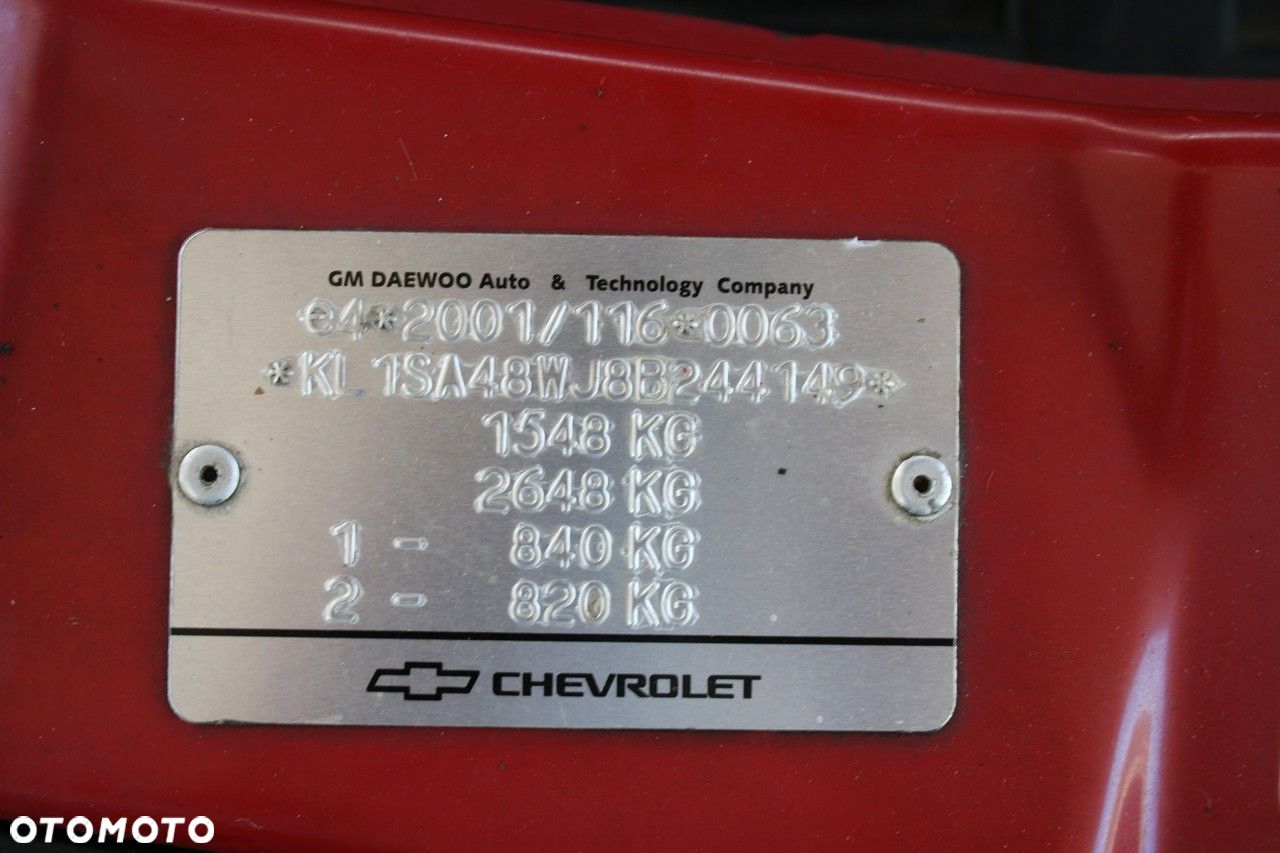 GM DAEWOO Auto & Technology Company
e4*2001/116*0063
*KL1SA48WJ8B244149*
1548 KG
2648 KG
1 - 840 KG
2 - 820 KG
CHEVROLET
OTOMOTO